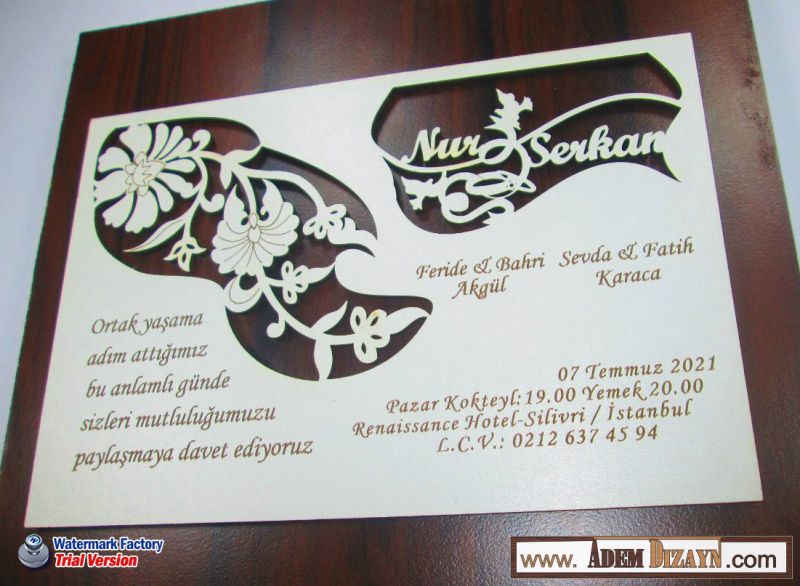 Nur & Serkan
Feride & Bahri
Akgül
Sevda & Fatih
Karaca
Ortak yaşama
adım attığımız
bu anlamlı günde
sizleri mutluluğumuzu
paylaşmaya davet ediyoruz
07 Temmuz 2021
Pazar Kokteyl: 19.00 Yemek 20.00
Renaissance Hotel-Silivri / İstanbul
L.C.V.: 0212 637 45 94
Watermark Factory
Trial Version
www. ADEM DIZAYN.com